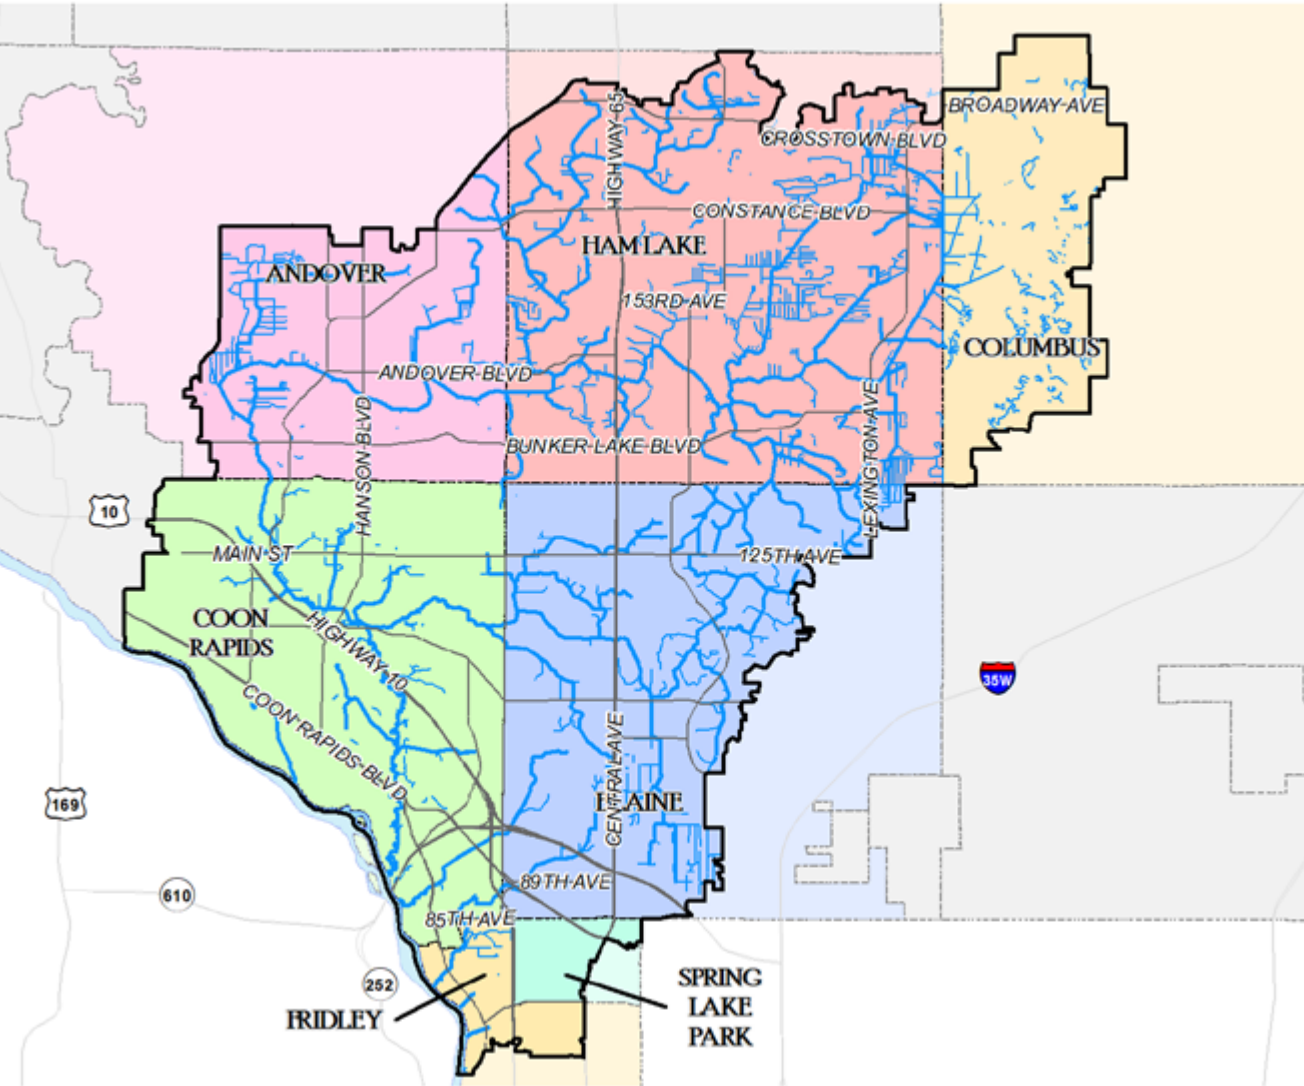 BROADWAY AVE
HIGHWAY 65
CROSSTOWN BLVD
CONSTANCE BLVD
HAM LAKE
ANDOVER
153RD AVE
COLUMBUS
ANDOVER BLVD
HANSON BLVD
LEXINGTON AVE
BUNKER LAKE BLVD
10
MAIN ST
125TH AVE
COON
RAPIDS
HIGHWAY 10
35W
COON RAPIDS BLVD
CENTRAL AVE
169
BLAINE
89TH AVE
610
85TH AVE
252
FRIDLEY
SPRING
LAKE
PARK